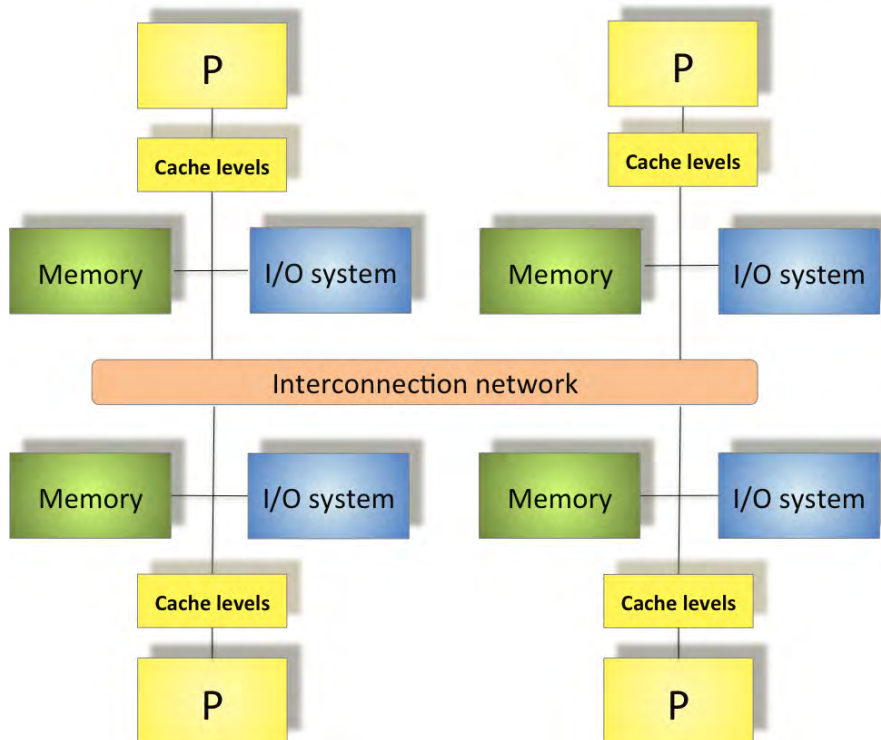 P
P
Cache levels
Cache levels
Memory
I/O system
Memory
I/O system
Interconnection network
Memory
I/O system
Memory
I/O system
Cache levels
Cache levels
P
P